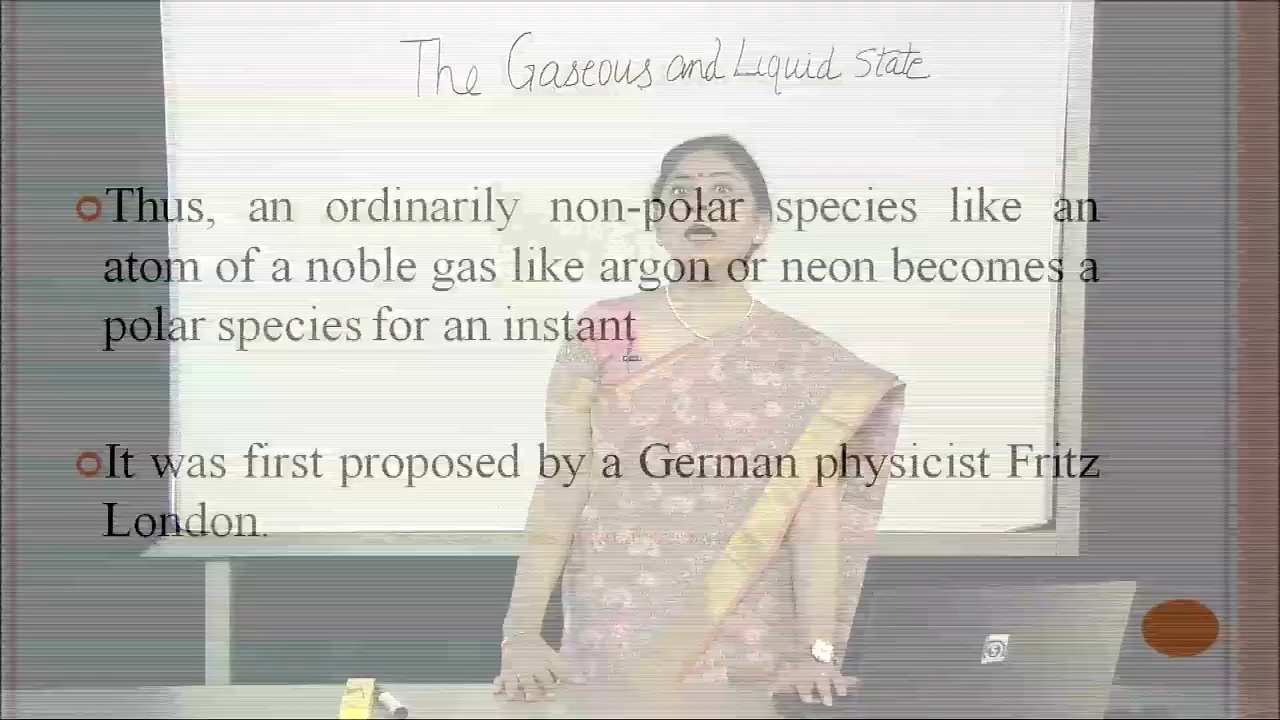 The Gaseous and Liquid State
Thus, an ordinarily non-polar species like an
atom of a noble gas like argon or neon becomes a
polar species for an instant
It was first proposed by a German physicist Fritz
London.